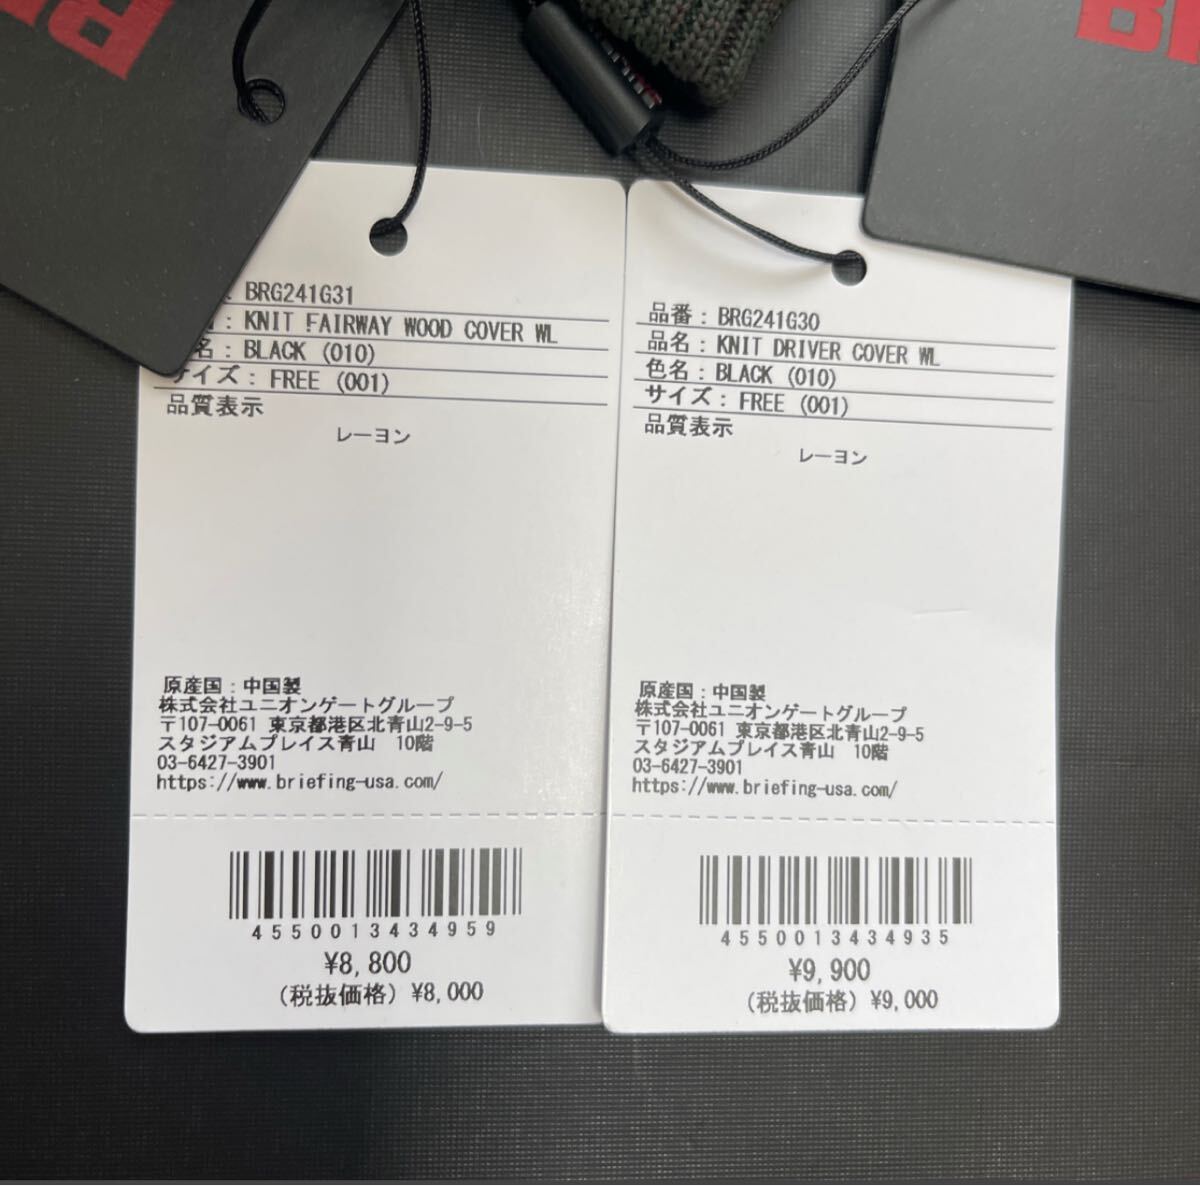 BRG241G31
: KNIT FAIRWAY WOOD COVER WL
名 : BLACK (010)
サイズ : FREE (001)
品質表示
レーヨン
原産国 : 中国製
株式会社ユニオンゲートグループ
〒107-0061 東京都港区北青山2-9-5
スタジアムプレイス青山 10階
03-6427-3901
https://www.briefing-usa.com/
4550013434959
¥8,800
(税抜価格) ¥8,000
品番 : BRG241G30
品名 : KNIT DRIVER COVER WL
色名 : BLACK (010)
サイズ : FREE (001)
品質表示
レーヨン
原産国 : 中国製
株式会社ユニオンゲートグループ
〒107-0061 東京都港区北青山2-9-5
スタジアムプレイス青山 10階
03-6427-3901
https://www.briefing-usa.com/
4550013434935
¥9,900
(税抜価格) ¥9,000